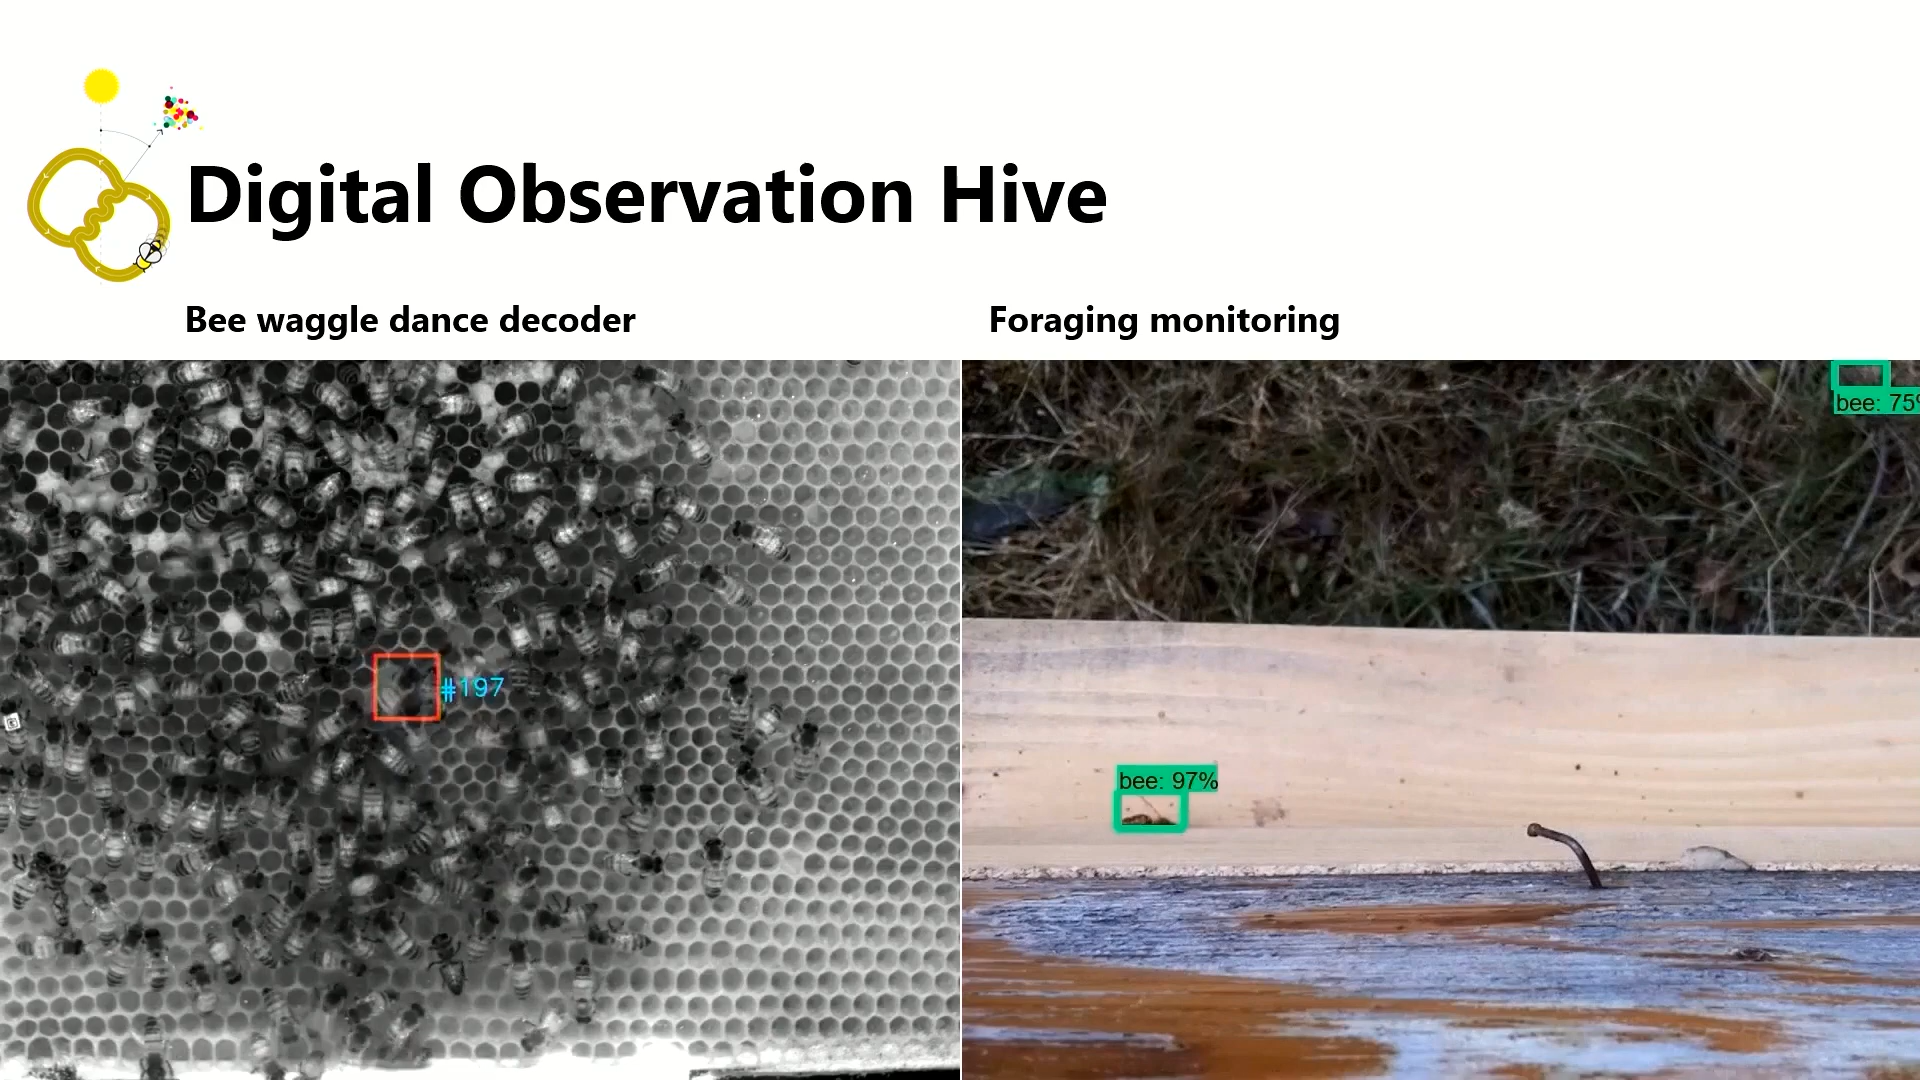 Digital Observation Hive
Bee waggle dance decoder
Foraging monitoring
#197
bee: 75%
bee: 97%